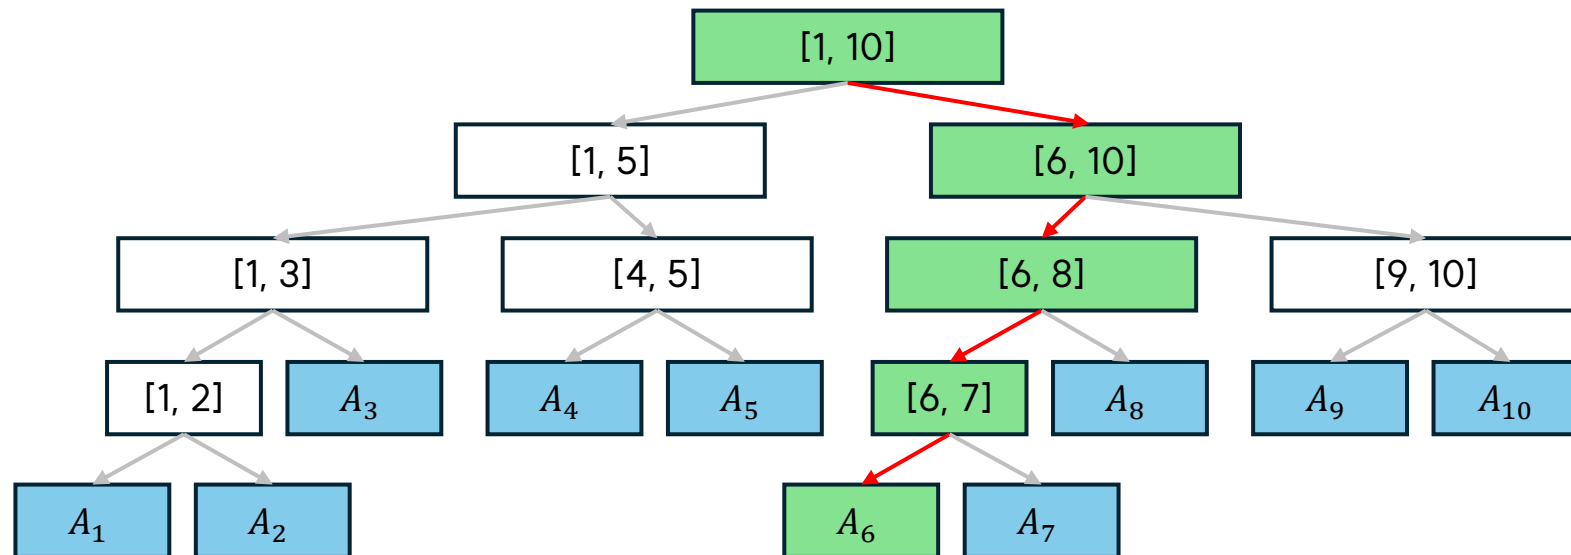 [1, 10]
[1, 5] [6, 10]
[1, 3] [4, 5] [6, 8] [9, 10]
[1, 2] A₃ A₄ A₅ [6, 7] A₈ A₉ A₁₀
A₁ A₂ A₆ A₇